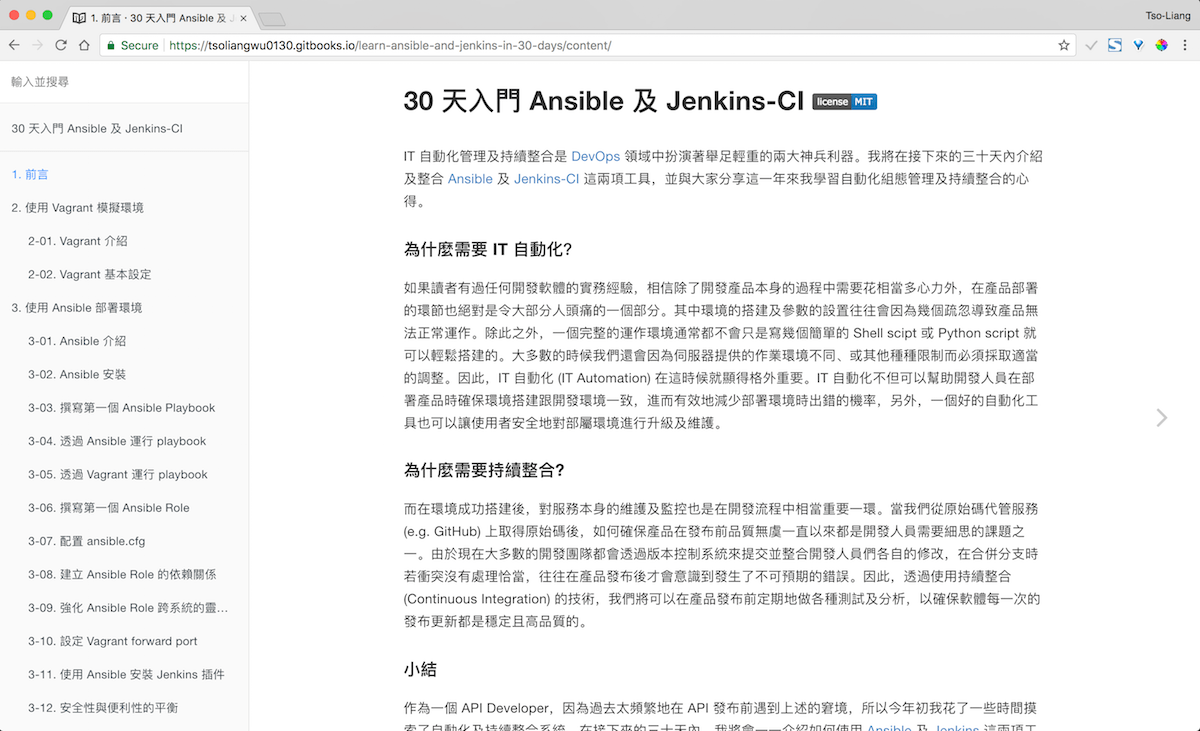 1. 前言 · 30 天入門 Ansible 及 J
Tso-Liang
Secure
https://tsoliangwu0130.gitbooks.io/learn-ansible-and-jenkins-in-30-days/content/
輸入並搜尋
30 天入門 Ansible 及 Jenkins-CI
1. 前言
2. 使用 Vagrant 模擬環境
2-01. Vagrant 介紹
2-02. Vagrant 基本設定
3. 使用 Ansible 部署環境
3-01. Ansible 介紹
3-02. Ansible 安裝
3-03. 撰寫第一個 Ansible Playbook
3-04. 透過 Ansible 運行 playbook
3-05. 透過 Vagrant 運行 playbook
3-06. 撰寫第一個 Ansible Role
3-07. 配置 ansible.cfg
3-08. 建立 Ansible Role 的依賴關係
3-09. 強化 Ansible Role 跨系統的靈…
3-10. 設定 Vagrant forward port
3-11. 使用 Ansible 安裝 Jenkins 插件
3-12. 安全性與便利性的平衡
30 天入門 Ansible 及 Jenkins-CI license MIT
IT 自動化管理及持續整合是 DevOps 領域中扮演著舉足輕重的兩大神兵利器。我將在接下來的三十天內介紹
及整合 Ansible 及 Jenkins-CI 這兩項工具，並與大家分享這一年來我學習自動化組態管理及持續整合的心
得。
為什麼需要 IT 自動化?
如果讀者有過任何開發軟體的實務經驗，相信除了開發產品本身的過程中需要花相當多心力外，在產品部署
的環節也絕對是令大部分人頭痛的一個部分。其中環境的搭建及參數的設置往往會因為幾個疏忽導致產品無
法正常運作。除此之外，一個完整的運作環境通常都不會只是寫幾個簡單的 Shell scipt 或 Python script 就
可以輕鬆搭建的。大多數的時候我們還會因為伺服器提供的作業環境不同、或其他種種限制而必須採取適當
的調整。因此，IT 自動化 (IT Automation) 在這時候就顯得格外重要。IT 自動化不但可以幫助開發人員在部
署產品時確保環境搭建跟開發環境一致，進而有效地減少部署環境時出錯的機率，另外，一個好的自動化工
具也可以讓使用者安全地對部屬環境進行升級及維護。
為什麼需要持續整合?
而在環境成功搭建後，對服務本身的維護及監控也是在開發流程中相當重要一環。當我們從原始碼代管服務
(e.g. GitHub) 上取得原始碼後，如何確保產品在發布前品質無虞一直以來都是開發人員需要細思的課題之
一。由於現在大多數的開發團隊都會透過版本控制系統來提交並整合開發人員們各自的修改，在合併分支時
若衝突沒有處理恰當，往往在產品發布後才會意識到發生了不可預期的錯誤。因此，透過使用持續整合
(Continuous Integration) 的技術，我們將可以在產品發布前定期地做各種測試及分析，以確保軟體每一次的
發布更新都是穩定且高品質的。
小結
作為一個 API Developer，因為過去太頻繁地在 API 發布前遇到上述的窘境，所以今年初我花了一些時間摸
索了自動化及持續整合系統。在接下來的三十天內，我將會一一介紹如何使用 Ansible 及 Jenkins 這兩項工